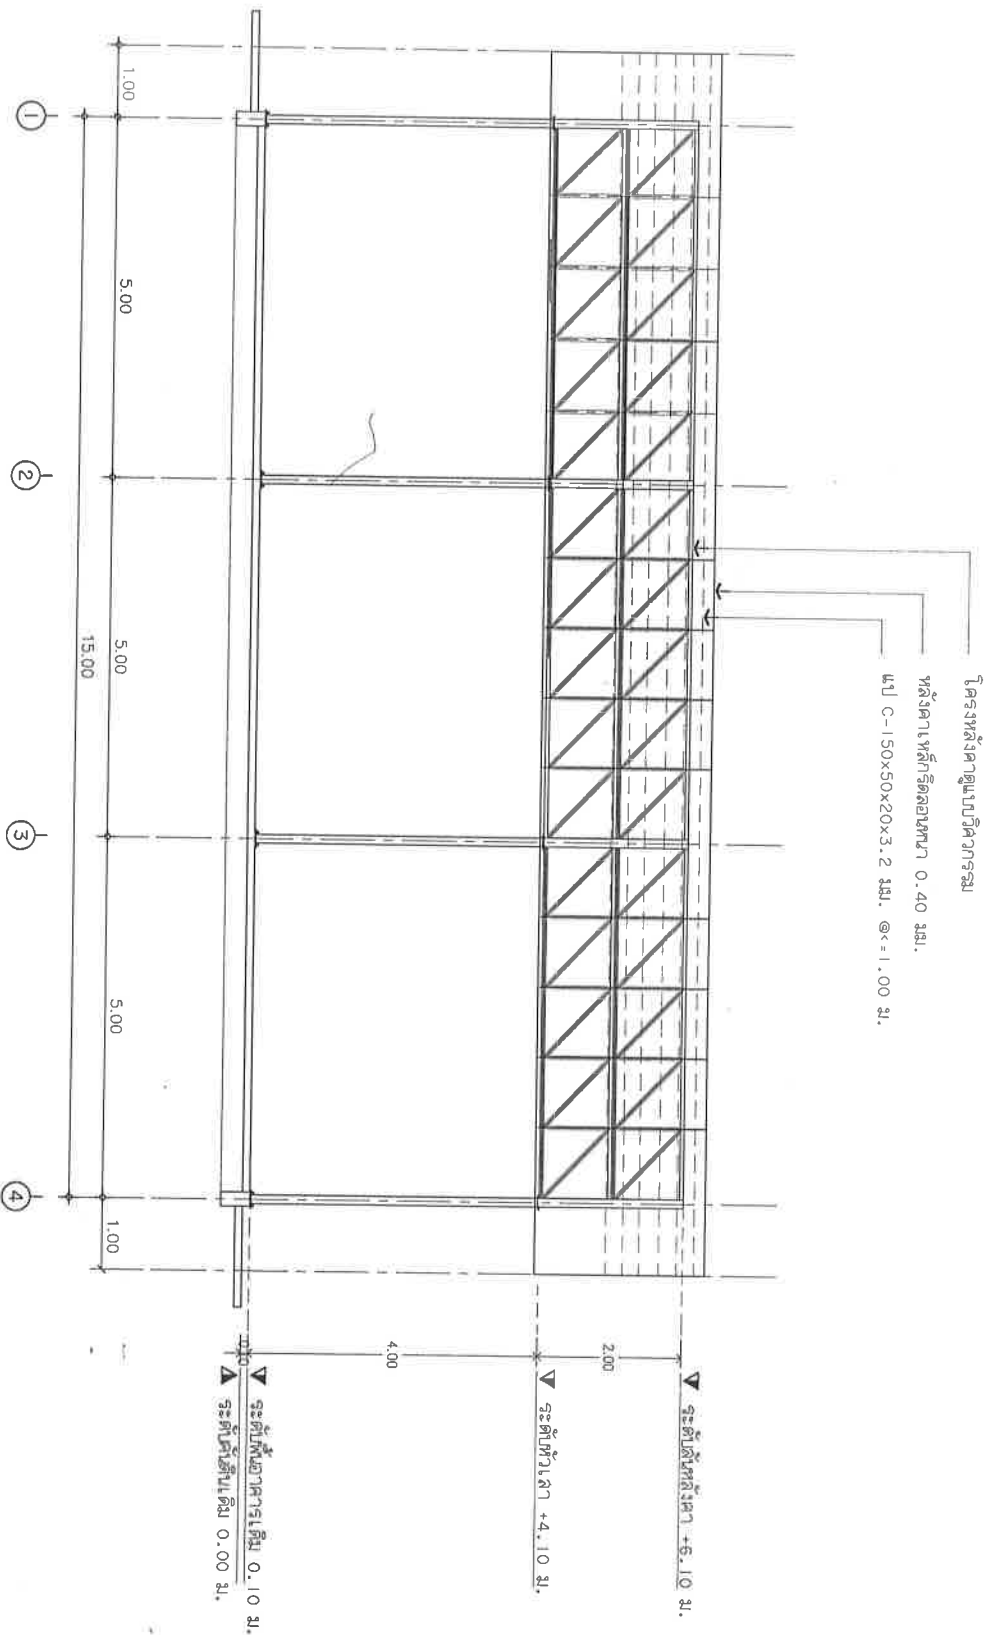 โครงหลังคาดูแบบวิศวกรรม
หลังคาเหล็กรีดลอนหนา 0.40 มม.
แป C-150x50x20x3.2 มม. @<=1.00 ม.
ระดับสันหลังคา +6.10 ม.
ระดับหัวเสา +4.10 ม.
ระดับพื้นอาคารเดิม 0.10 ม.
ระดับดินเดิม 0.00 ม.
2.00
4.00
0.10
1.00
5.00
5.00
5.00
1.00
15.00
1
2
3
4